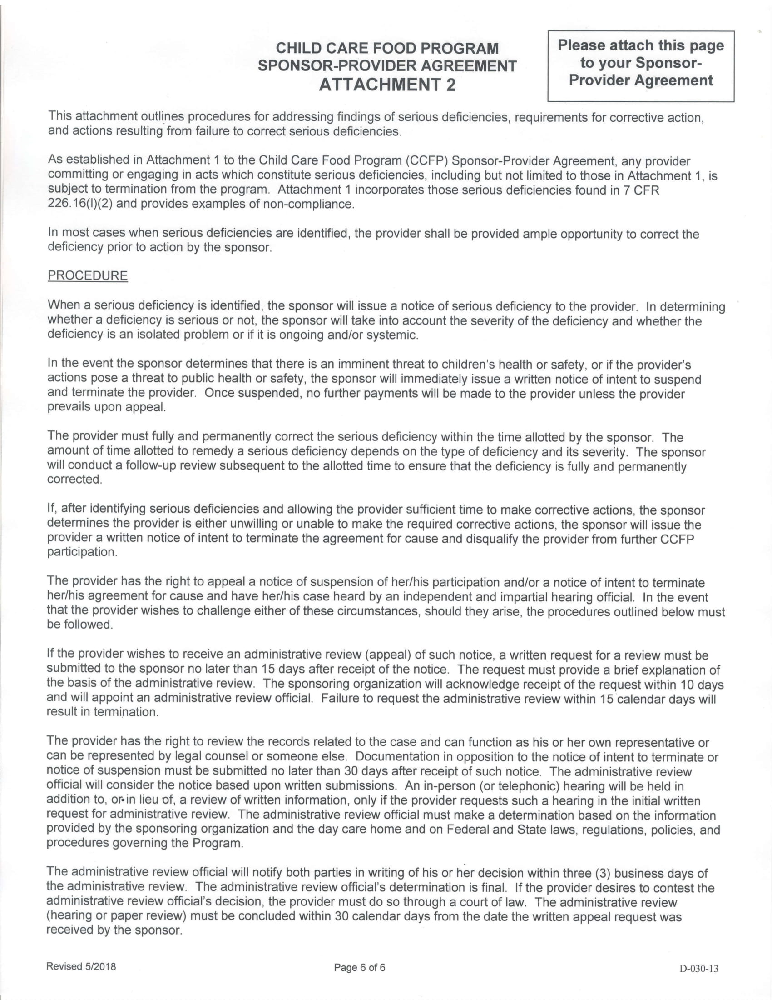 CHILD CARE FOOD PROGRAM
SPONSOR-PROVIDER AGREEMENT
ATTACHMENT 2
Please attach this page
to your Sponsor-
Provider Agreement
This attachment outlines procedures for addressing findings of serious deficiencies, requirements for corrective action,
and actions resulting from failure to correct serious deficiencies.
As established in Attachment 1 to the Child Care Food Program (CCFP) Sponsor-Provider Agreement, any provider
committing or engaging in acts which constitute serious deficiencies, including but not limited to those in Attachment 1, is
subject to termination from the program.  Attachment 1 incorporates those serious deficiencies found in 7 CFR
226.16(l)(2) and provides examples of non-compliance.
In most cases when serious deficiencies are identified, the provider shall be provided ample opportunity to correct the
deficiency prior to action by the sponsor.
PROCEDURE
When a serious deficiency is identified, the sponsor will issue a notice of serious deficiency to the provider.  In determining
whether a deficiency is serious or not, the sponsor will take into account the severity of the deficiency and whether the
deficiency is an isolated problem or if it is ongoing and/or systemic.
In the event the sponsor determines that there is an imminent threat to children's health or safety, or if the provider's
actions pose a threat to public health or safety, the sponsor will immediately issue a written notice of intent to suspend
and terminate the provider.  Once suspended, no further payments will be made to the provider unless the provider
prevails upon appeal.
The provider must fully and permanently correct the serious deficiency within the time allotted by the sponsor.  The
amount of time allotted to remedy a serious deficiency depends on the type of deficiency and its severity.  The sponsor
will conduct a follow-up review subsequent to the allotted time to ensure that the deficiency is fully and permanently
corrected.
If, after identifying serious deficiencies and allowing the provider sufficient time to make corrective actions, the sponsor
determines the provider is either unwilling or unable to make the required corrective actions, the sponsor will issue the
provider a written notice of intent to terminate the agreement for cause and disqualify the provider from further CCFP
participation.
The provider has the right to appeal a notice of suspension of her/his participation and/or a notice of intent to terminate
her/his agreement for cause and have her/his case heard by an independent and impartial hearing official.  In the event
that the provider wishes to challenge either of these circumstances, should they arise, the procedures outlined below must
be followed.
If the provider wishes to receive an administrative review (appeal) of such notice, a written request for a review must be
submitted to the sponsor no later than 15 days after receipt of the notice.  The request must provide a brief explanation of
the basis of the administrative review.  The sponsoring organization will acknowledge receipt of the request within 10 days
and will appoint an administrative review official.  Failure to request the administrative review within 15 calendar days will
result in termination.
The provider has the right to review the records related to the case and can function as his or her own representative or
can be represented by legal counsel or someone else.  Documentation in opposition to the notice of intent to terminate or
notice of suspension must be submitted no later than 30 days after receipt of such notice.  The administrative review
official will consider the notice based upon written submissions.  An in-person (or telephonic) hearing will be held in
addition to, or in lieu of, a review of written information, only if the provider requests such a hearing in the initial written
request for administrative review.  The administrative review official must make a determination based on the information
provided by the sponsoring organization and the day care home and on Federal and State laws, regulations, policies, and
procedures governing the Program.
The administrative review official will notify both parties in writing of his or her decision within three (3) business days of
the administrative review.  The administrative review official's determination is final.  If the provider desires to contest the
administrative review official's decision, the provider must do so through a court of law.  The administrative review
(hearing or paper review) must be concluded within 30 calendar days from the date the written appeal request was
received by the sponsor.
Revised 5/2018
Page 6 of 6
D-030-13